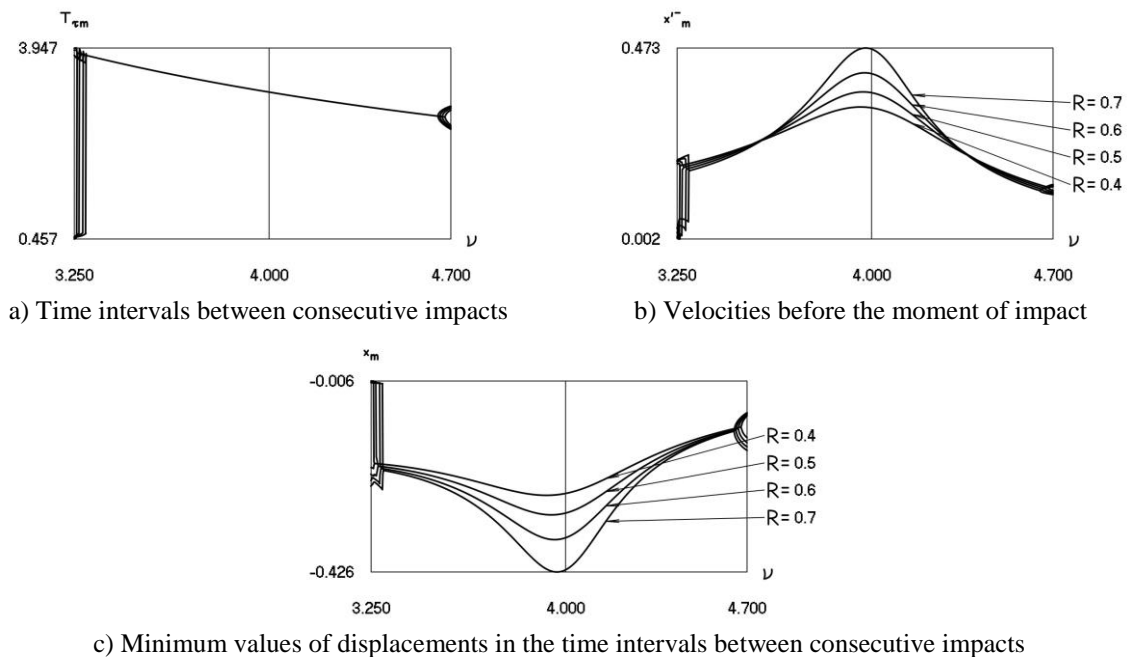 T_τm
x'⁻_m
3.947
0.473
R = 0.7
R = 0.6
R = 0.5
R = 0.4
0.457
ν
0.002
ν
3.250 4.000 4.700
3.250 4.000 4.700
a) Time intervals between consecutive impacts
b) Velocities before the moment of impact
x_m
-0.006
R = 0.4
R = 0.5
R = 0.6
R = 0.7
-0.426
ν
3.250 4.000 4.700
c) Minimum values of displacements in the time intervals between consecutive impacts